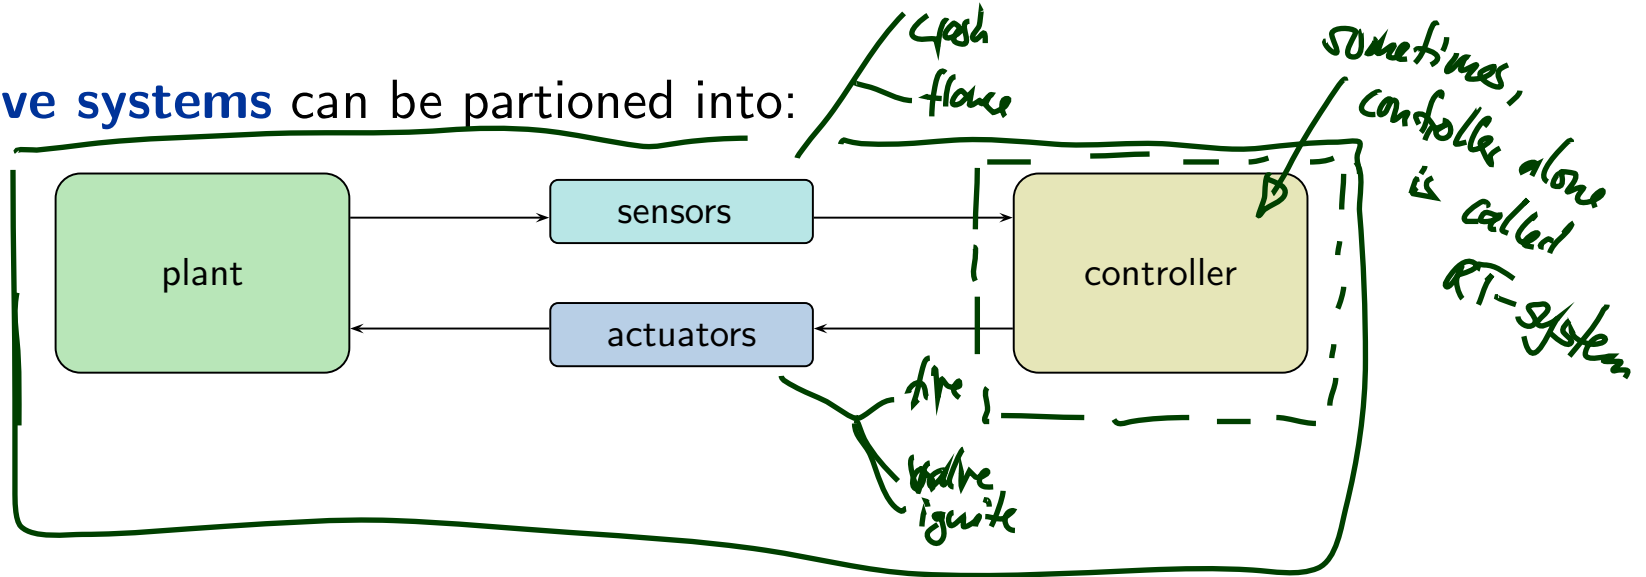 crash
flame
ve systems can be partioned into:
sometimes,
controller alone
is called
RT-system
plant
sensors
controller
actuators
fire
valve
ignite